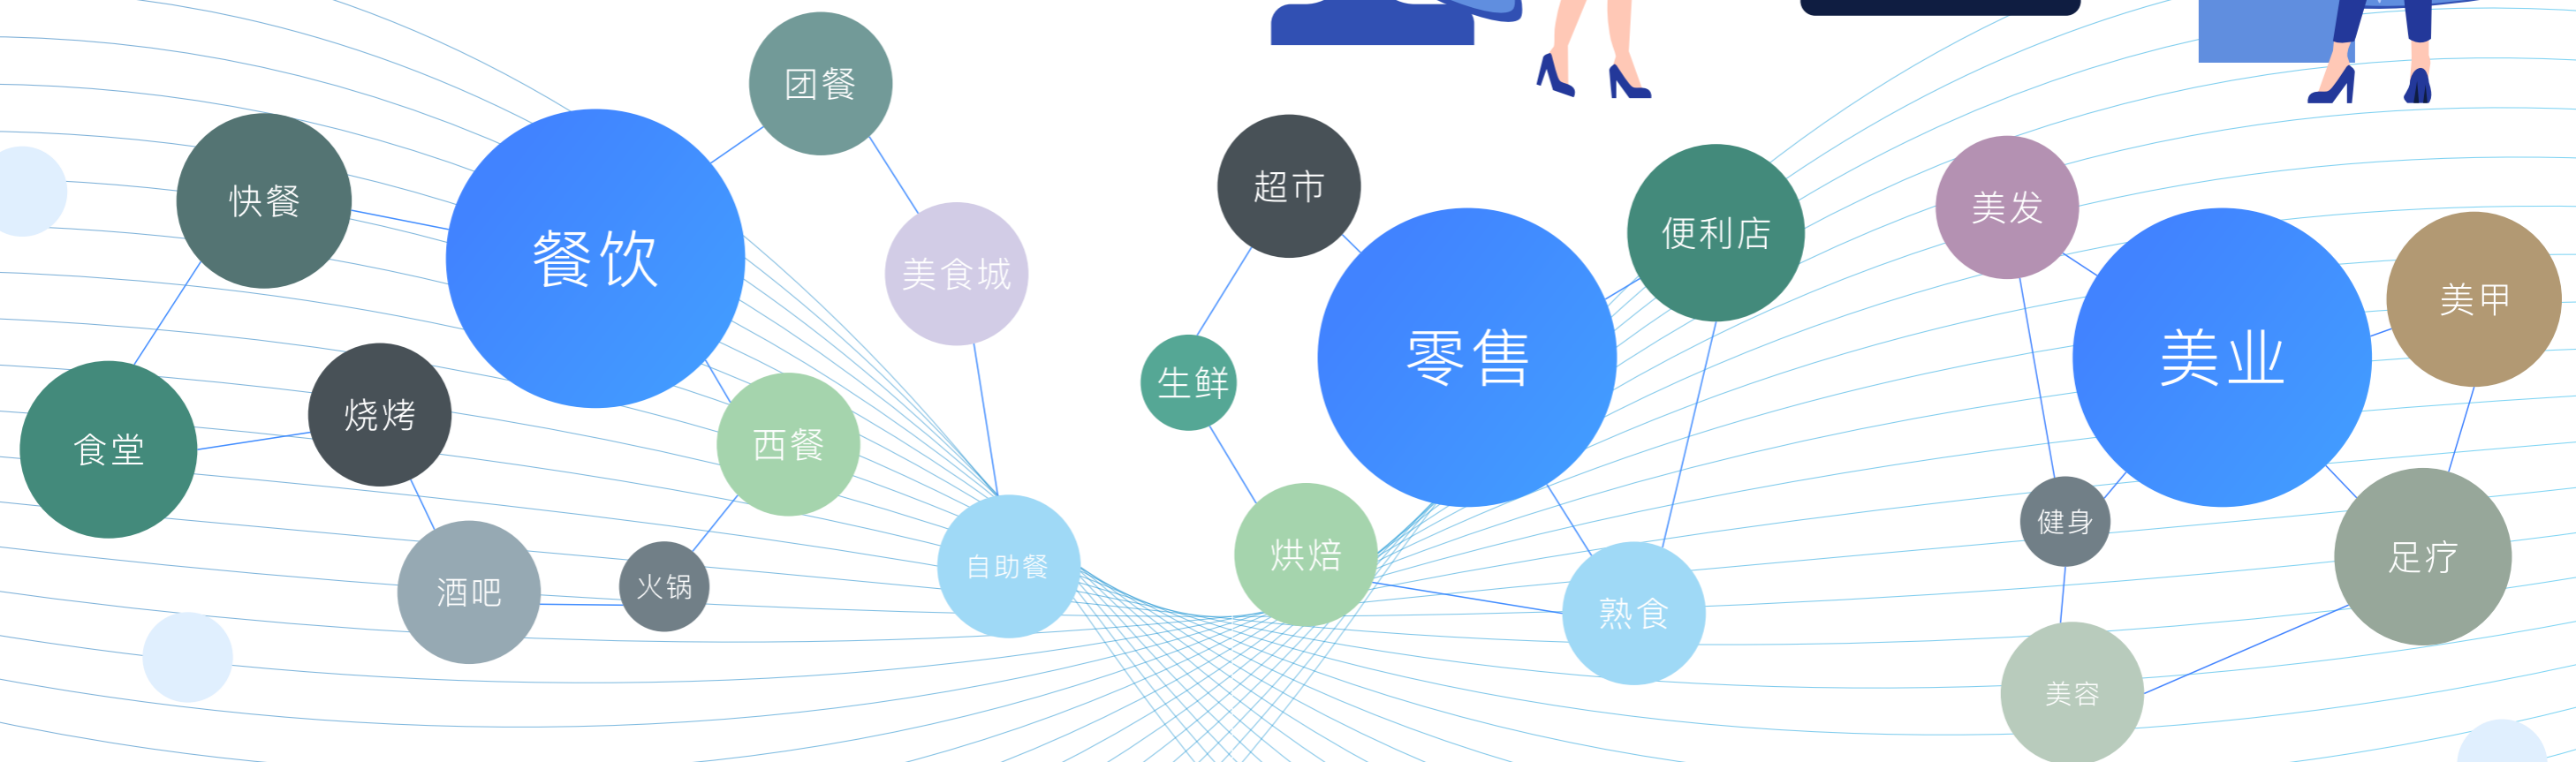 团餐
快餐
餐饮
美食城
烧烤
食堂
西餐
酒吧
火锅
自助餐
超市
便利店
零售
生鲜
烘焙
熟食
美发
美甲
美业
健身
足疗
美容